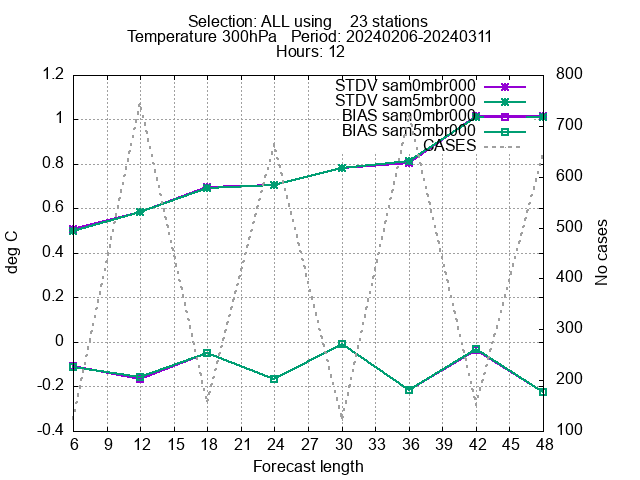 Selection: ALL using 23 stations
Temperature 300hPa Period: 20240206-20240311
Hours: 12
STDV sam0mbr000
STDV sam5mbr000
BIAS sam0mbr000
BIAS sam5mbr000
CASES
1.2
1
0.8
0.6
0.4
0.2
0
-0.2
-0.4
deg C
800
700
600
500
400
300
200
100
No cases
6 9 12 15 18 21 24 27 30 33 36 39 42 45 48
Forecast length